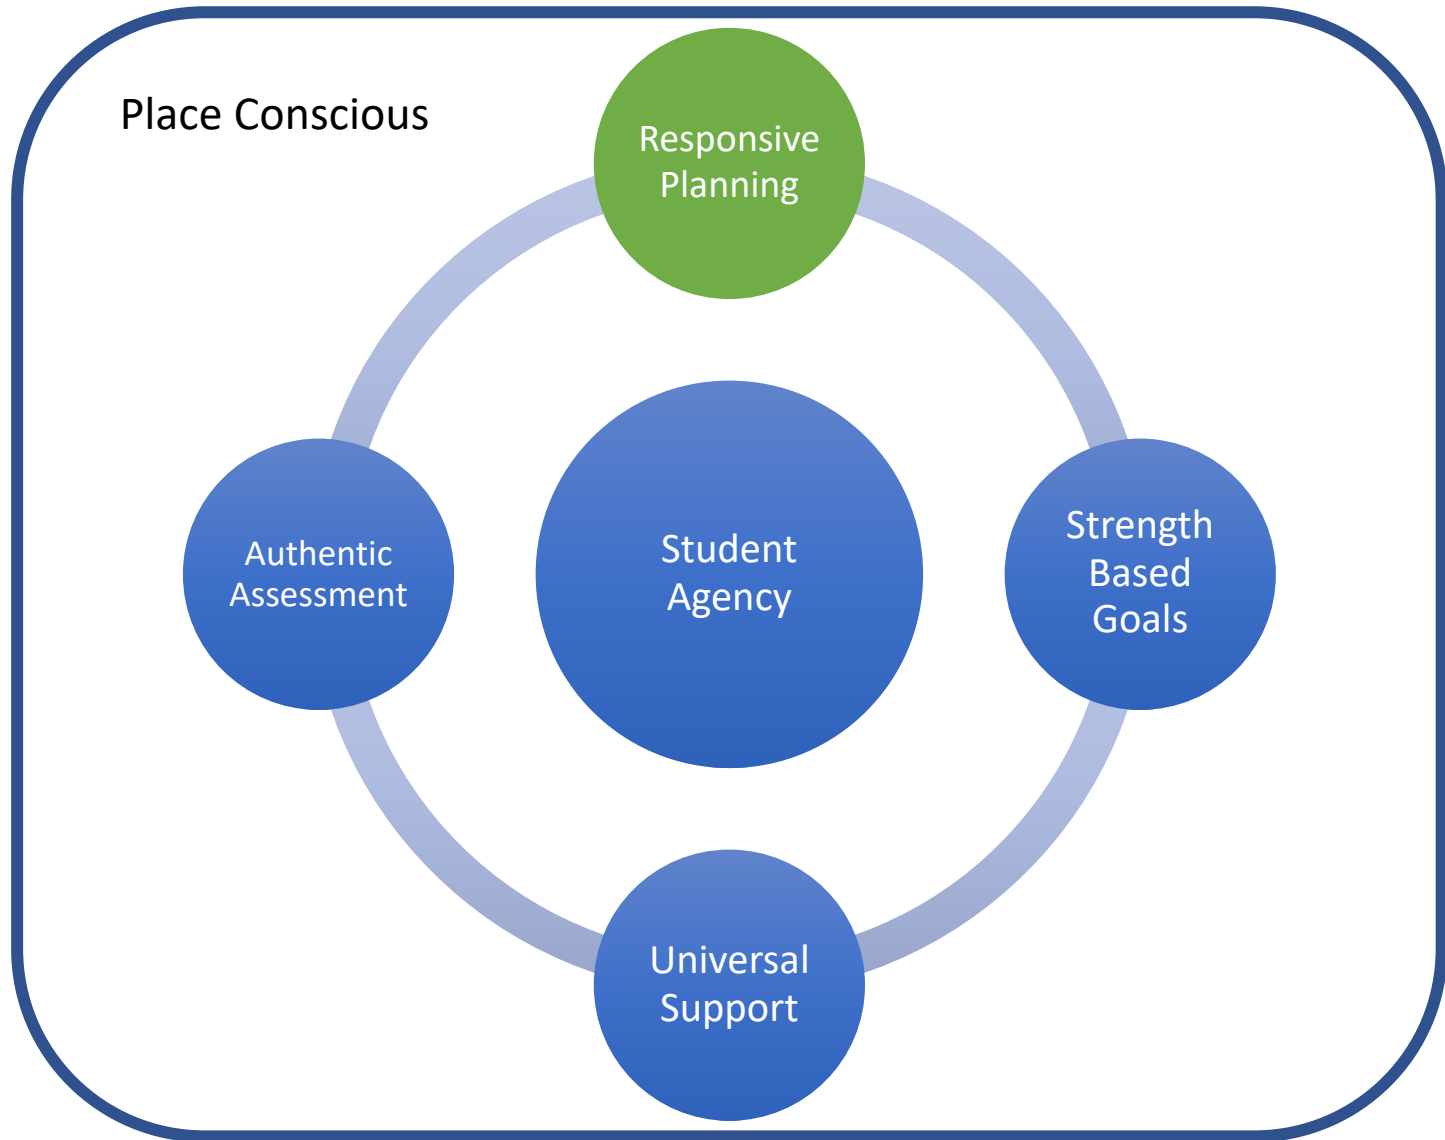 Place Conscious
Responsive
Planning
Authentic
Assessment
Student
Agency
Strength
Based
Goals
Universal
Support